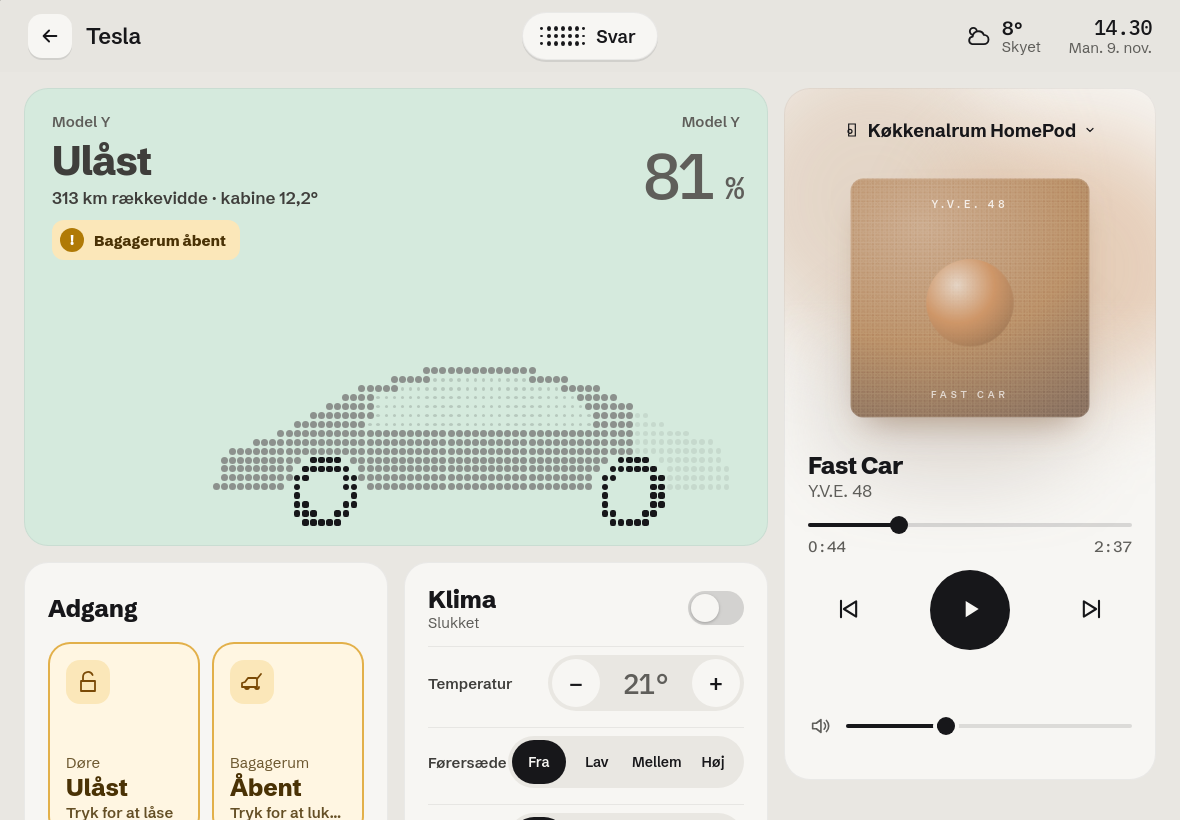 Tesla
Svar
8°
Skyet
14.30
Man. 9. nov.
Model Y
Ulåst
313 km rækkevidde · kabine 12,2°
Bagagerum åbent
Model Y
81 %
Køkkenalrum HomePod
Y.V.E. 48
FAST CAR
Fast Car
Y.V.E. 48
0:44
2:37
Adgang
Døre
Ulåst
Tryk for at låse
Bagagerum
Åbent
Tryk for at luk…
Klima
Slukket
Temperatur
− 21° +
Førersæde
Fra Lav Mellem Høj